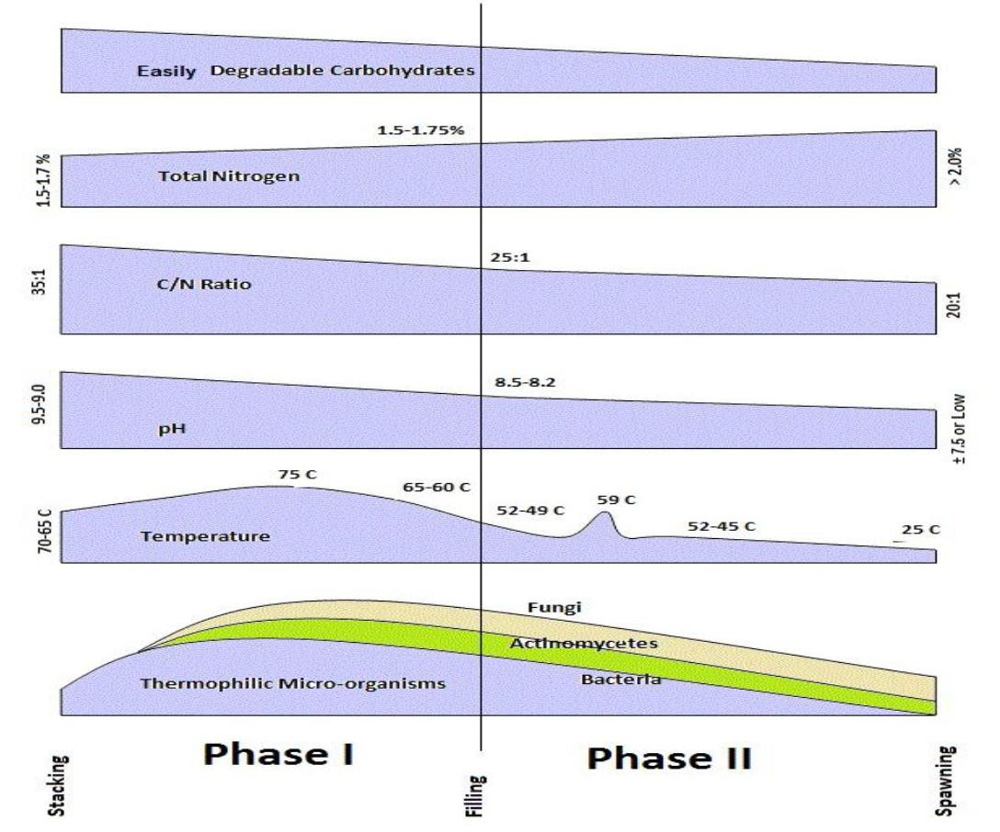 Easily Degradable Carbohydrates
1.5-1.75%
1.5-1.7 %
Total Nitrogen
> 2.0%
25:1
35:1
C/N Ratio
20:1
8.5-8.2
9.5-9.0
pH
± 7.5 or Low
75 C
65-60 C
52-49 C
59 C
52-45 C
25 C
70-65 C
Temperature
Fungi
Actinomycetes
Bacteria
Thermophilic Micro-organisms
Phase I
Phase II
Stacking
Filling
Spawning